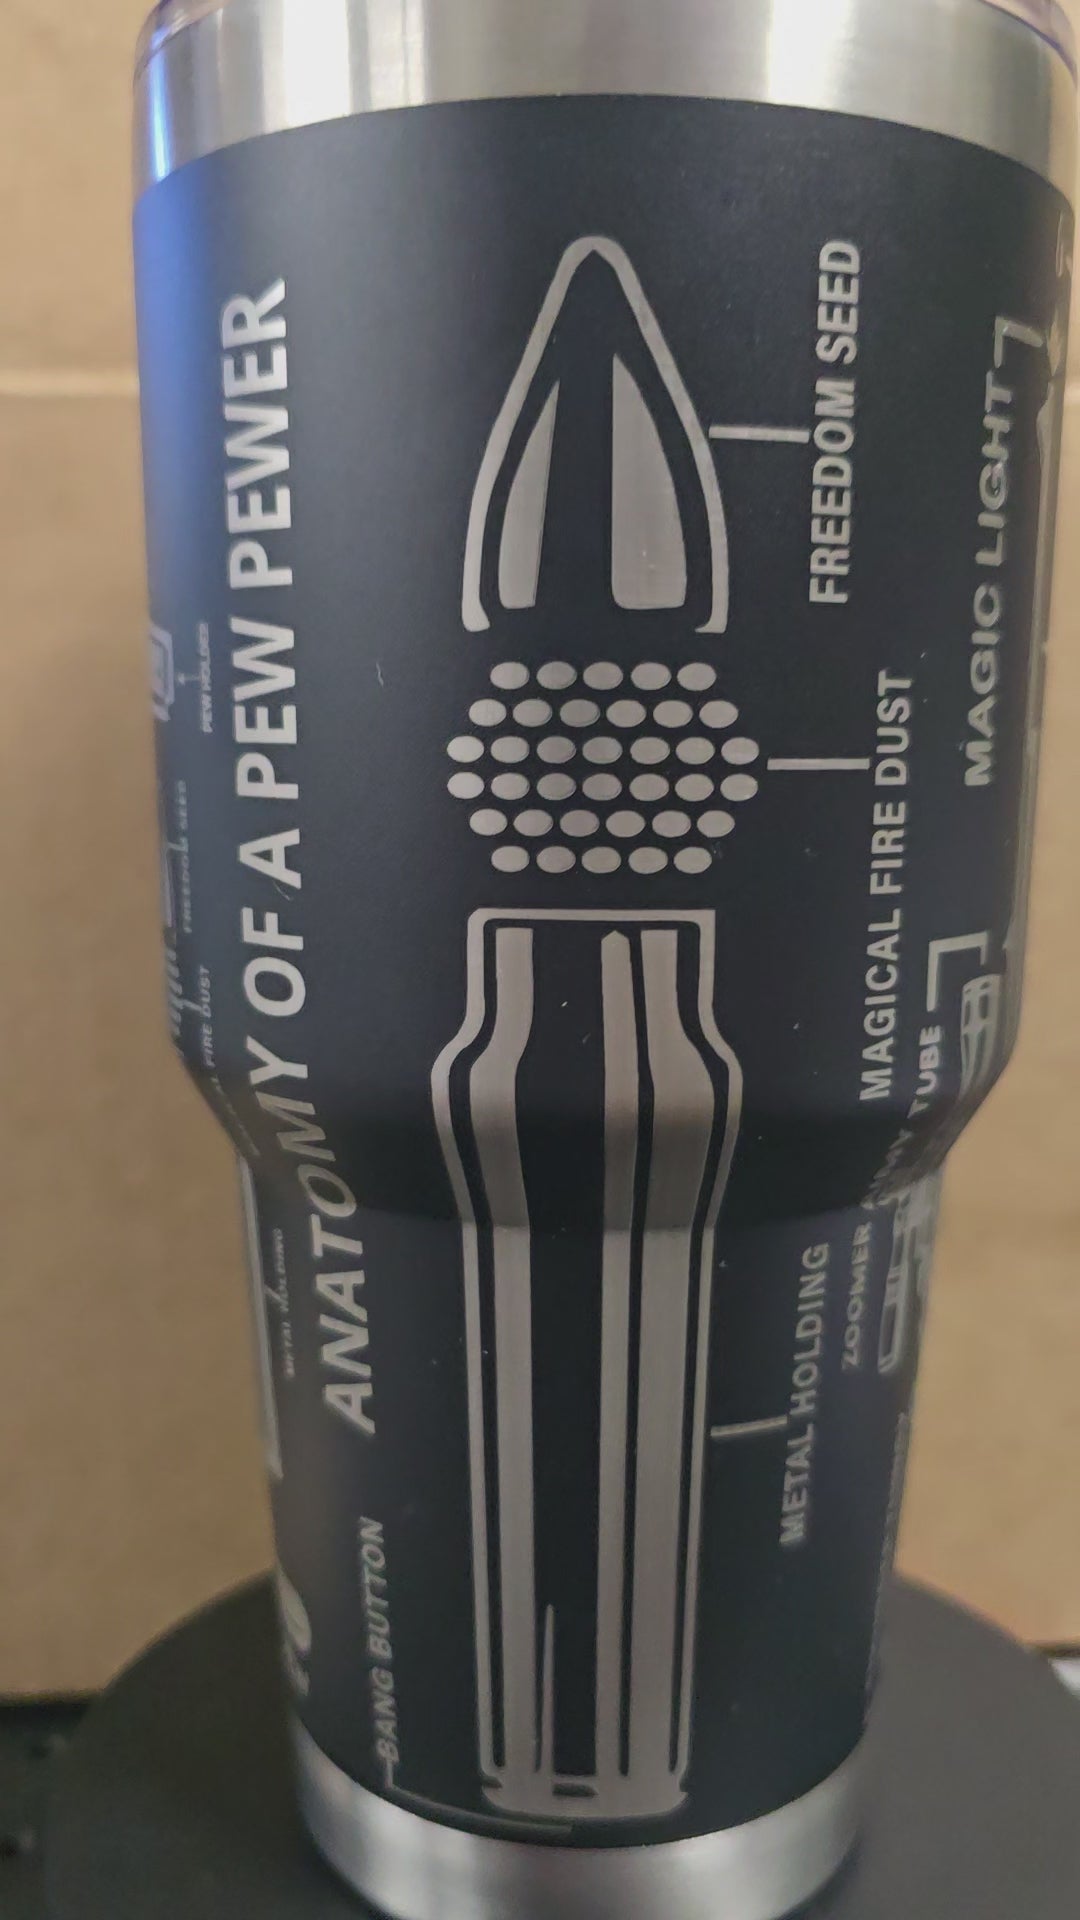 ANATOMY OF A PEW PEWER
FREEDOM SEED
MAGICAL FIRE DUST
METAL HOLDING
BANG BUTTON
MAGIC LIGHT
ZOOMER
TUBE
PEW HOLDER
FREEDOM SEED
FIRE DUST
METAL HOLDING